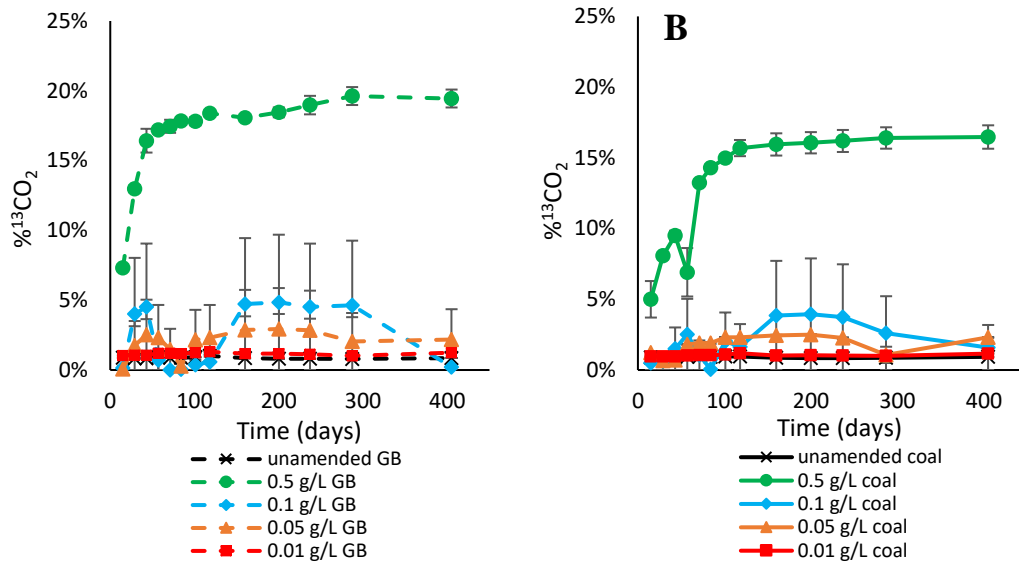 25%
20%
15%
10%
5%
0%
%¹³CO₂
0 100 200 300 400
Time (days)
unamended GB
0.5 g/L GB
0.1 g/L GB
0.05 g/L GB
0.01 g/L GB
B
25%
20%
15%
10%
5%
0%
%¹³CO₂
0 100 200 300 400
Time (days)
unamended coal
0.5 g/L coal
0.1 g/L coal
0.05 g/L coal
0.01 g/L coal